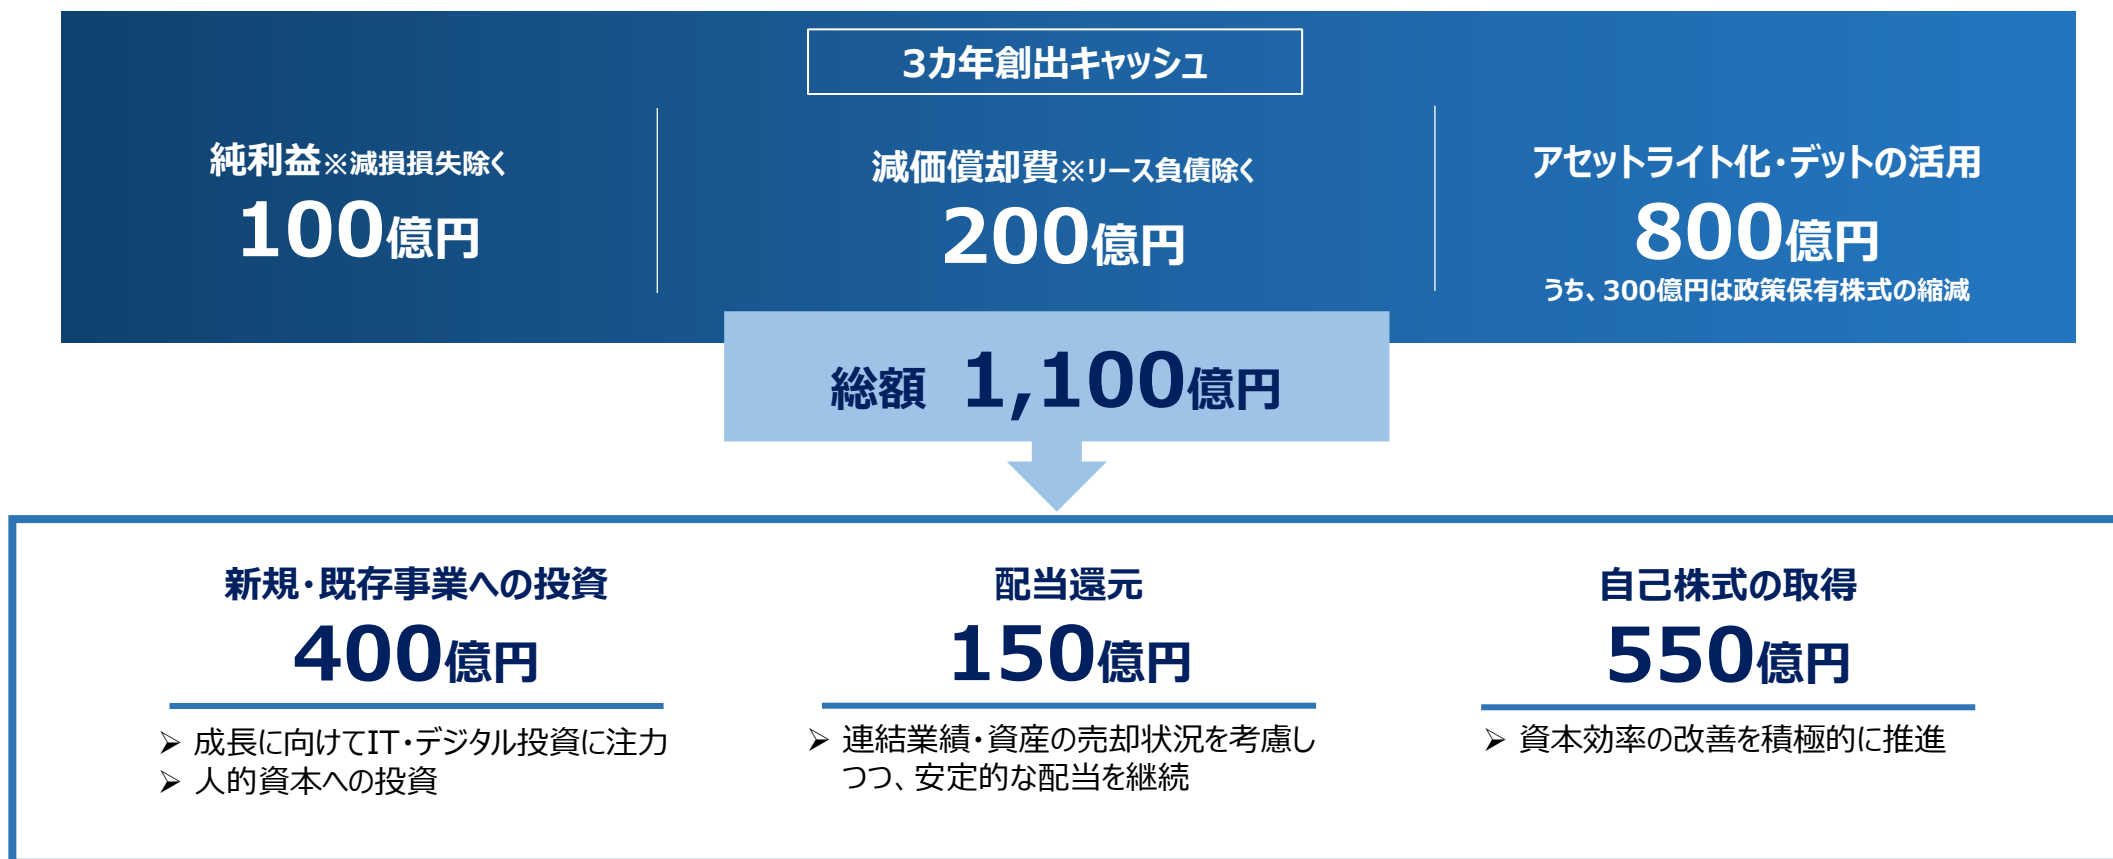 3カ年創出キャッシュ
純利益※減損損失除く
100億円
減価償却費※リース負債除く
200億円
アセットライト化・デットの活用
800億円
うち、300億円は政策保有株式の縮減
総額 1,100億円
新規・既存事業への投資
400億円
➢ 成長に向けてIT・デジタル投資に注力
➢ 人的資本への投資
配当還元
150億円
➢ 連結業績・資産の売却状況を考慮し
つつ、安定的な配当を継続
自己株式の取得
550億円
➢ 資本効率の改善を積極的に推進